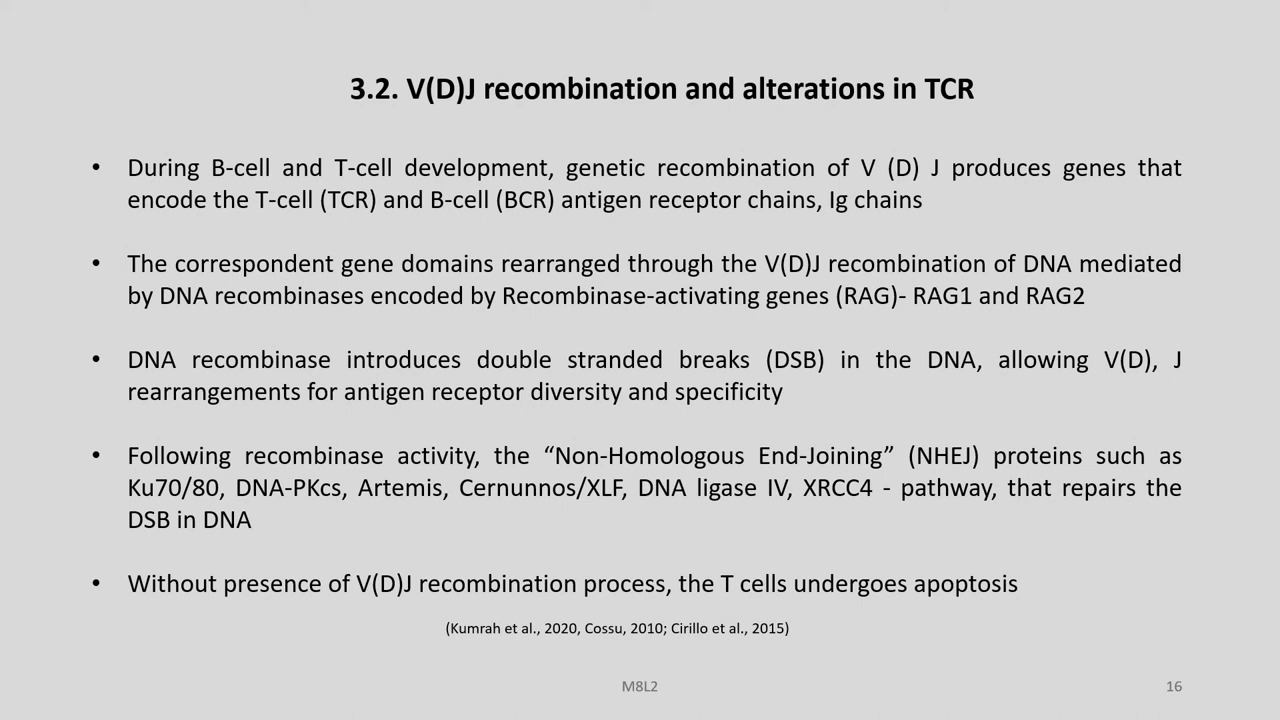 3.2. V(D)J recombination and alterations in TCR
• During B-cell and T-cell development, genetic recombination of V (D) J produces genes that
encode the T-cell (TCR) and B-cell (BCR) antigen receptor chains, Ig chains
• The correspondent gene domains rearranged through the V(D)J recombination of DNA mediated
by DNA recombinases encoded by Recombinase-activating genes (RAG)- RAG1 and RAG2
• DNA recombinase introduces double stranded breaks (DSB) in the DNA, allowing V(D), J
rearrangements for antigen receptor diversity and specificity
• Following recombinase activity, the “Non-Homologous End-Joining” (NHEJ) proteins such as
Ku70/80, DNA-PKcs, Artemis, Cernunnos/XLF, DNA ligase IV, XRCC4 - pathway, that repairs the
DSB in DNA
• Without presence of V(D)J recombination process, the T cells undergoes apoptosis
(Kumrah et al., 2020, Cossu, 2010; Cirillo et al., 2015)
M8L2
16